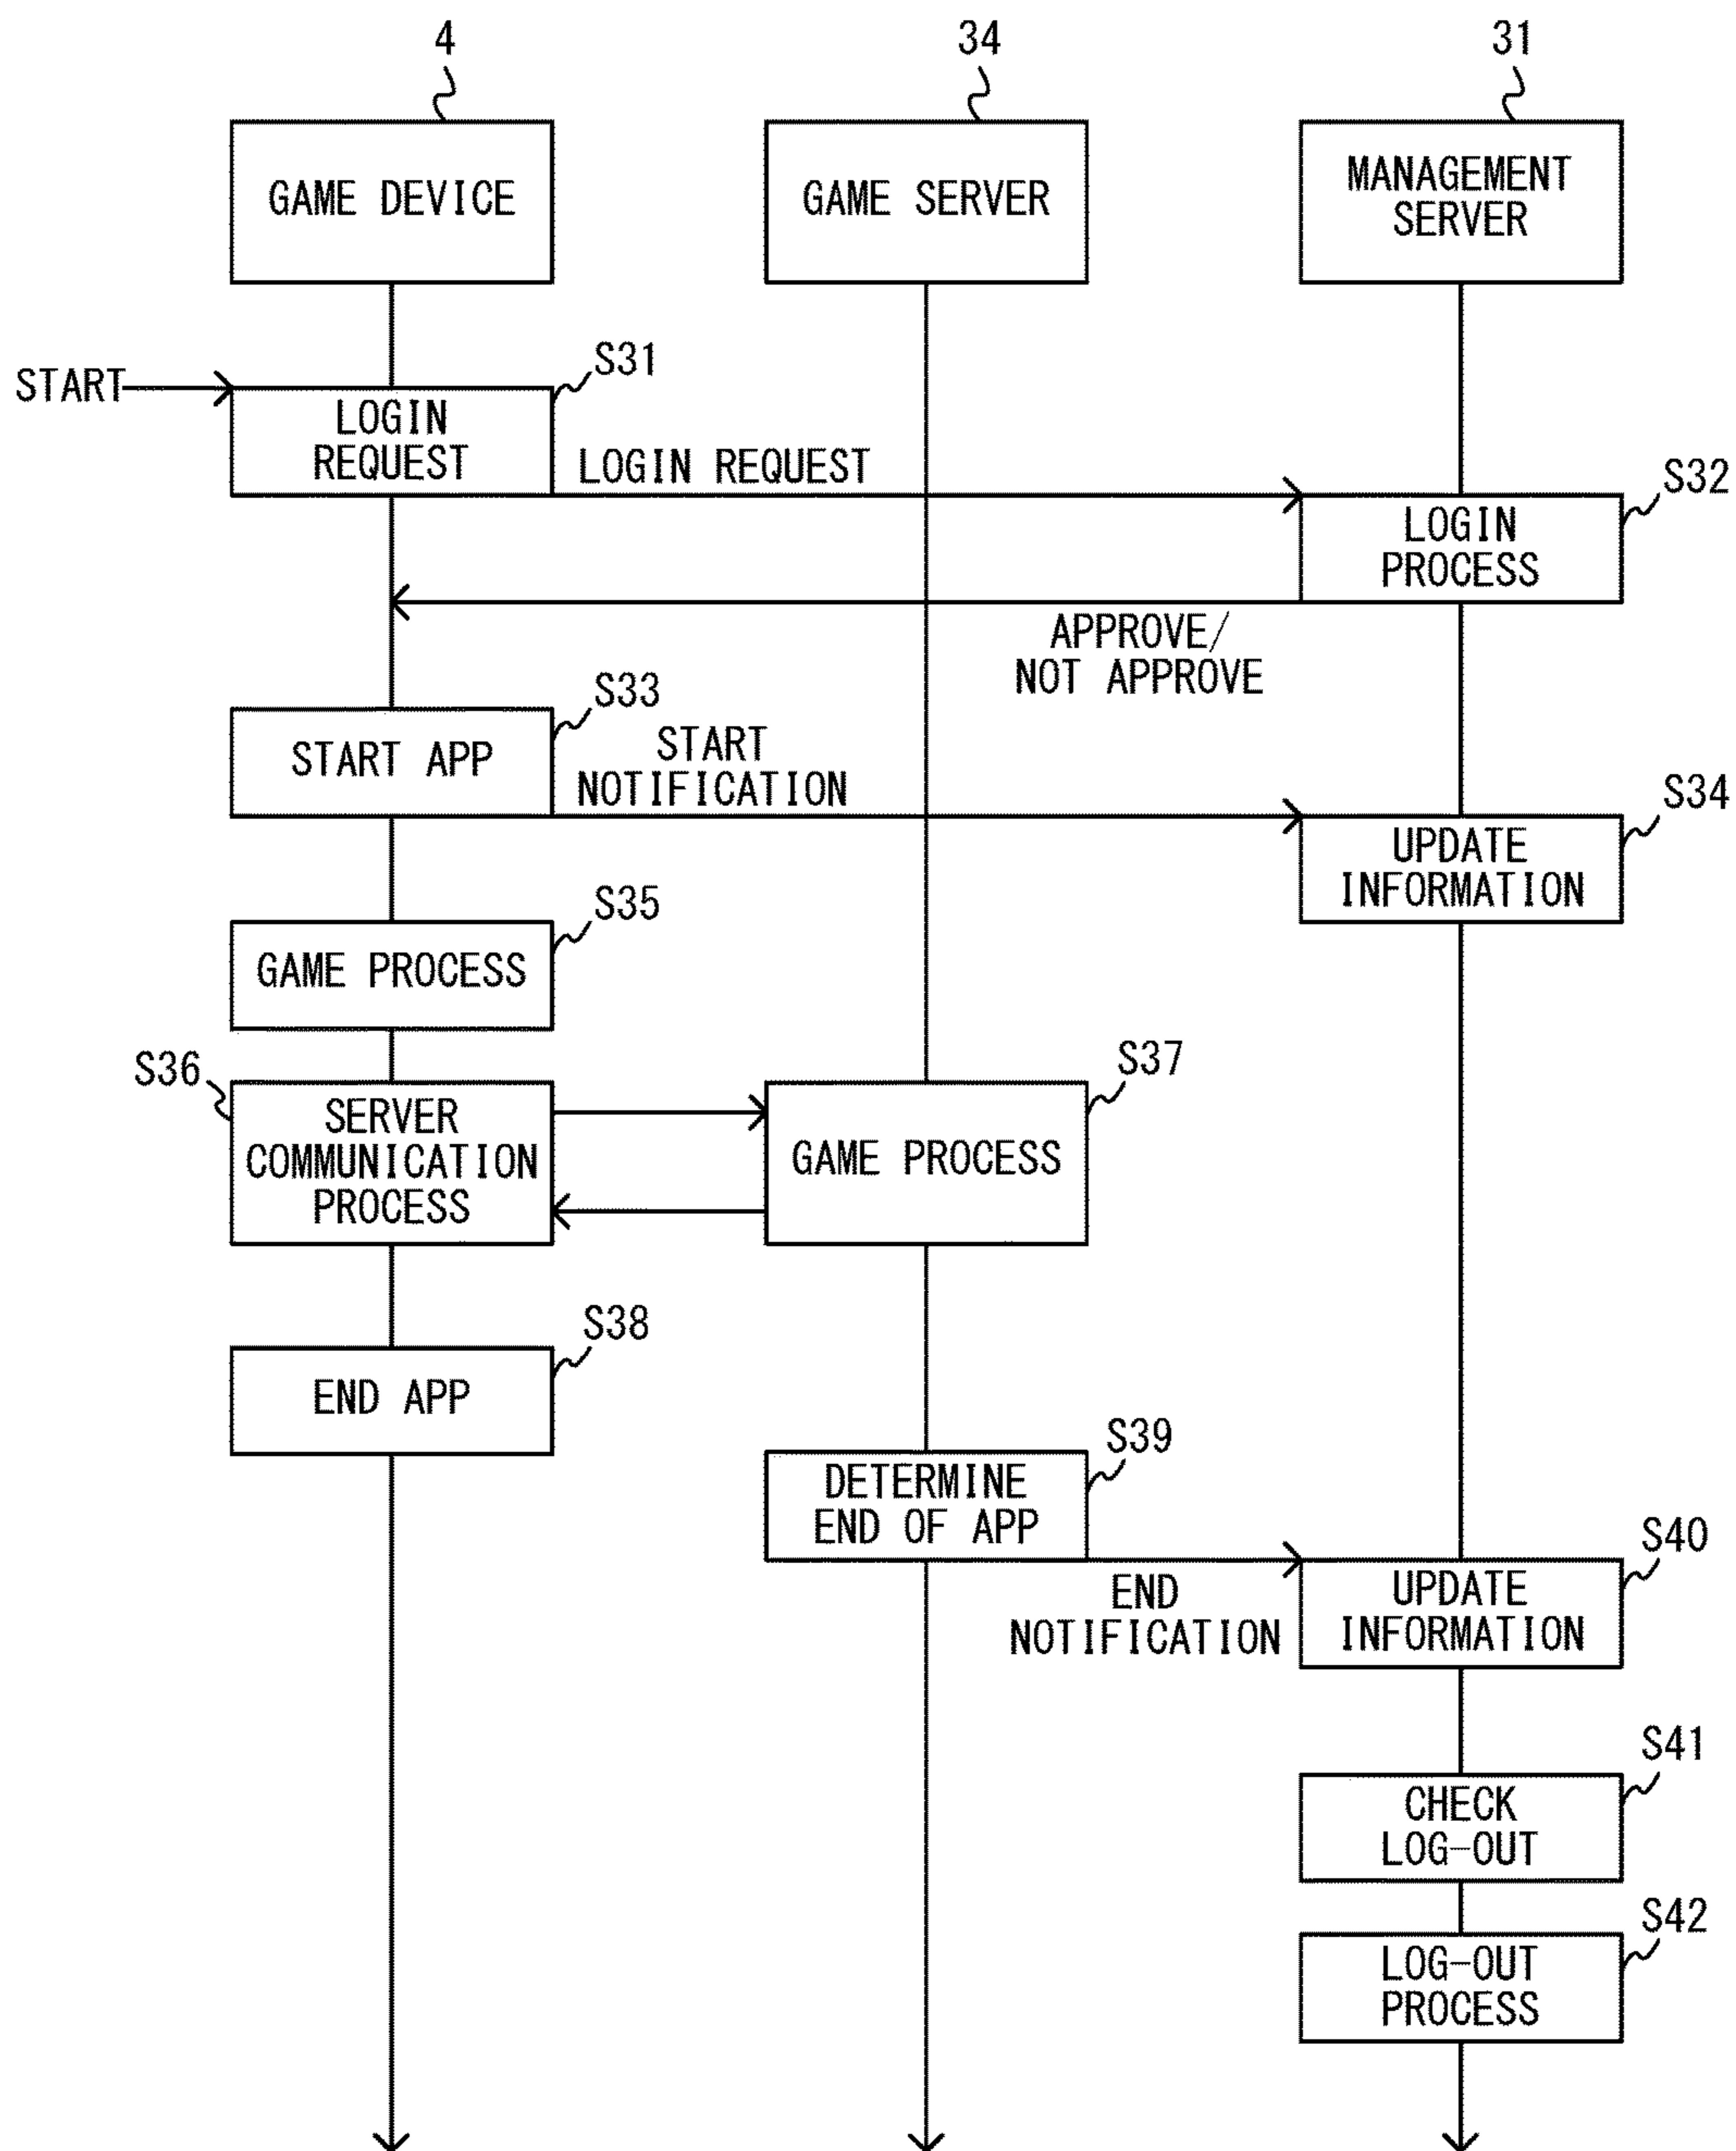 4
34
31
GAME DEVICE
GAME SERVER
MANAGEMENT
SERVER
START
S31
LOGIN
REQUEST
LOGIN REQUEST
S32
LOGIN
PROCESS
APPROVE/
NOT APPROVE
S33
START APP
START
NOTIFICATION
S34
UPDATE
INFORMATION
S35
GAME PROCESS
S36
SERVER
COMMUNICATION
PROCESS
S37
GAME PROCESS
S38
END APP
S39
DETERMINE
END OF APP
END
NOTIFICATION
S40
UPDATE
INFORMATION
S41
CHECK
LOG-OUT
S42
LOG-OUT
PROCESS